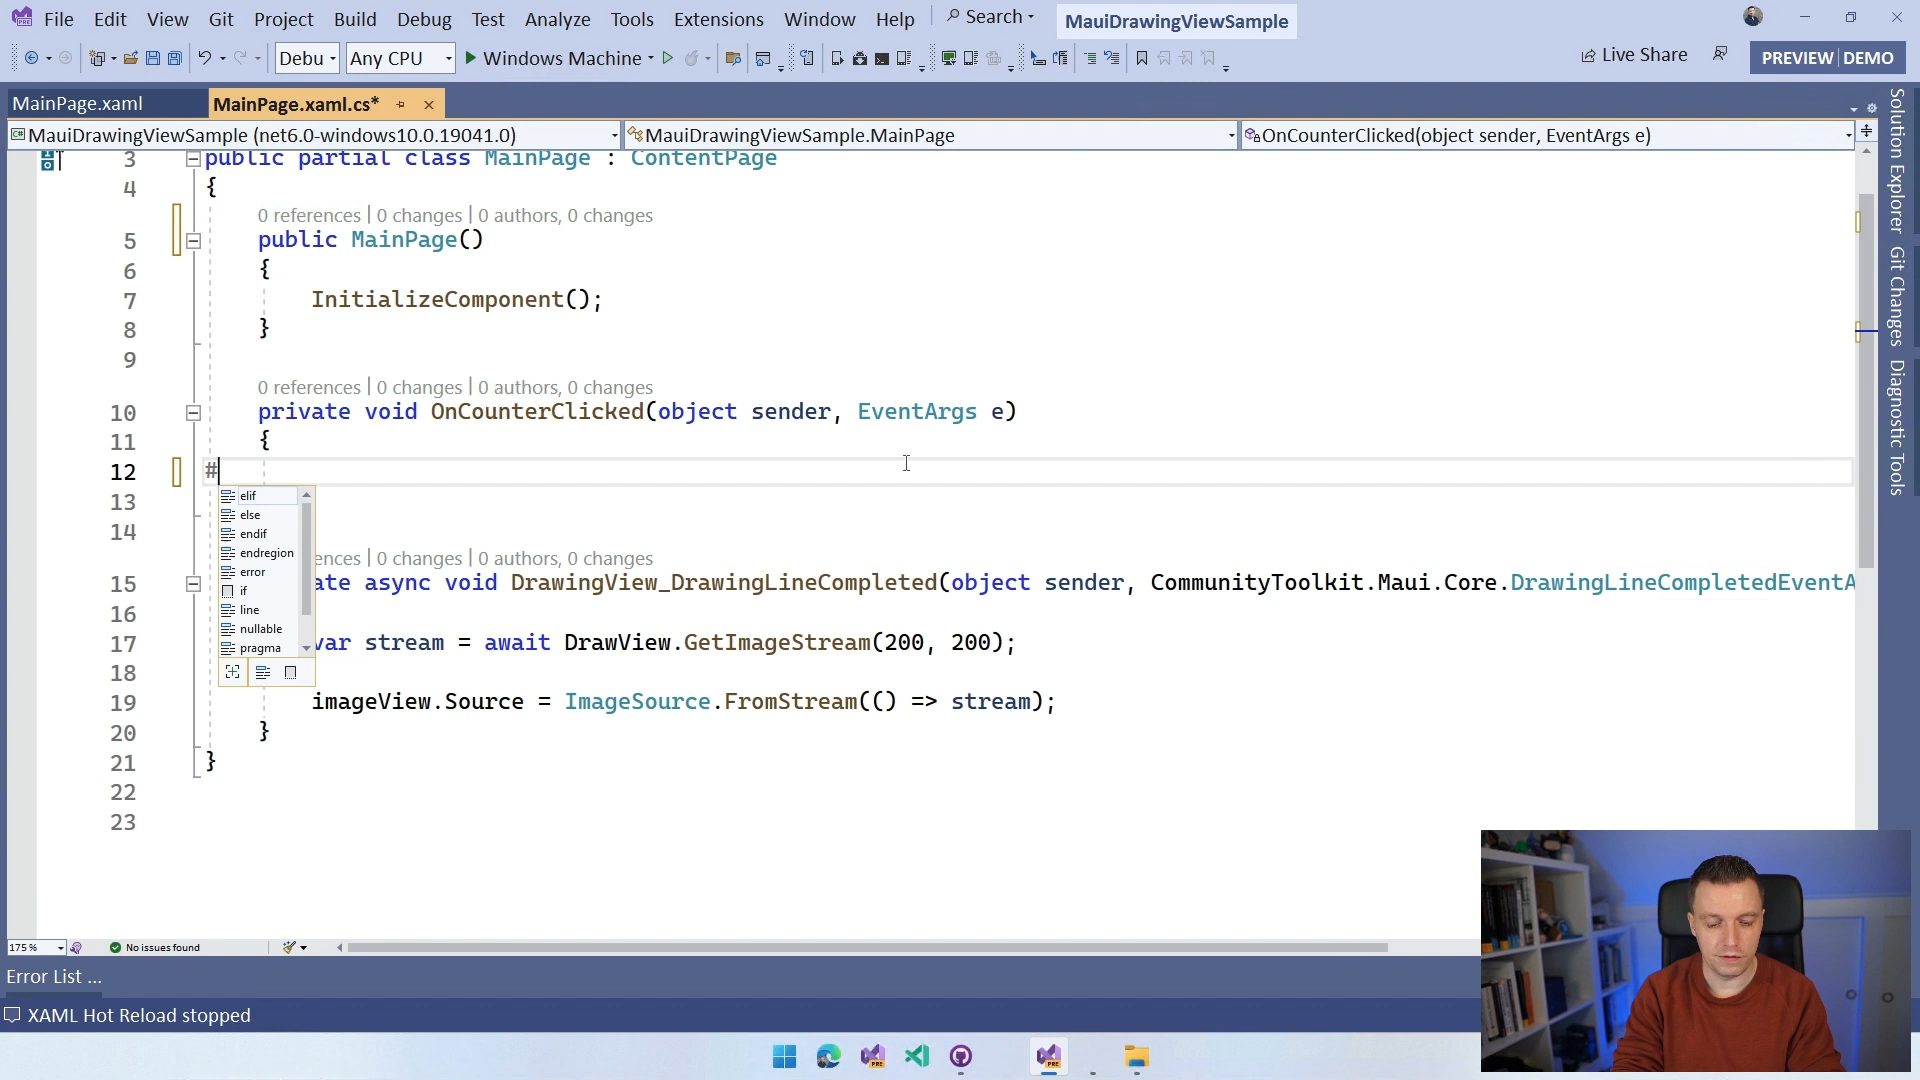 File Edit View Git Project Build Debug Test Analyze Tools Extensions Window Help Search MauiDrawingViewSample
Debu Any CPU Windows Machine Live Share PREVIEW DEMO
MainPage.xaml MainPage.xaml.cs*
MauiDrawingViewSample (net6.0-windows10.0.19041.0) MauiDrawingViewSample.MainPage OnCounterClicked(object sender, EventArgs e)
3 public partial class MainPage : ContentPage
4 {
0 references | 0 changes | 0 authors, 0 changes
5 public MainPage()
6 {
7 InitializeComponent();
8 }
9
0 references | 0 changes | 0 authors, 0 changes
10 private void OnCounterClicked(object sender, EventArgs e)
11 {
12 #
13
14
ences | 0 changes | 0 authors, 0 changes
15 ate async void DrawingView_DrawingLineCompleted(object sender, CommunityToolkit.Maui.Core.DrawingLineCompletedEventA
16
17 var stream = await DrawView.GetImageStream(200, 200);
18
19 imageView.Source = ImageSource.FromStream(() => stream);
20 }
21 }
22
23
elif
else
endif
endregion
error
if
line
nullable
pragma
175 % No issues found
Error List ...
XAML Hot Reload stopped
Solution Explorer
Git Changes
Diagnostic Tools